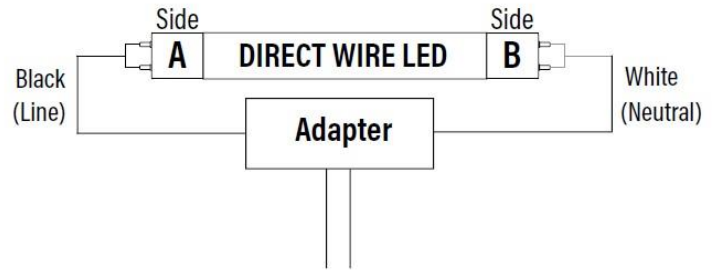 Side
Side
A
DIRECT WIRE LED
B
Black
(Line)
White
(Neutral)
Adapter